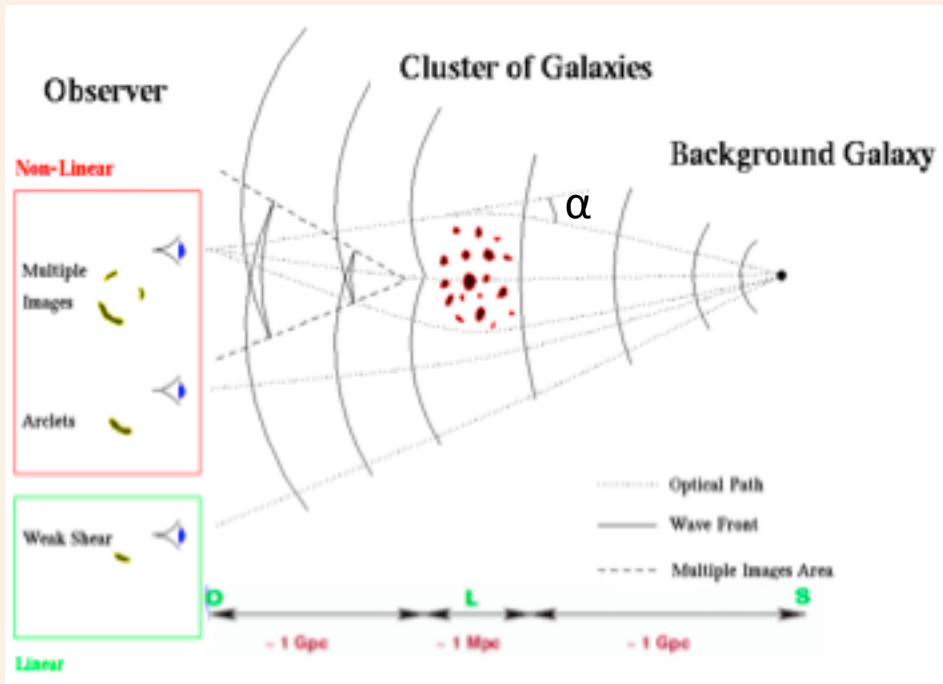 Observer
Cluster of Galaxies
Background Galaxy
Non-Linear
α
Multiple
Images
Arclets
Weak Shear
Optical Path
Wave Front
Multiple Images Area
O
L
S
~ 1 Gpc
~ 1 Mpc
~ 1 Gpc
Linear